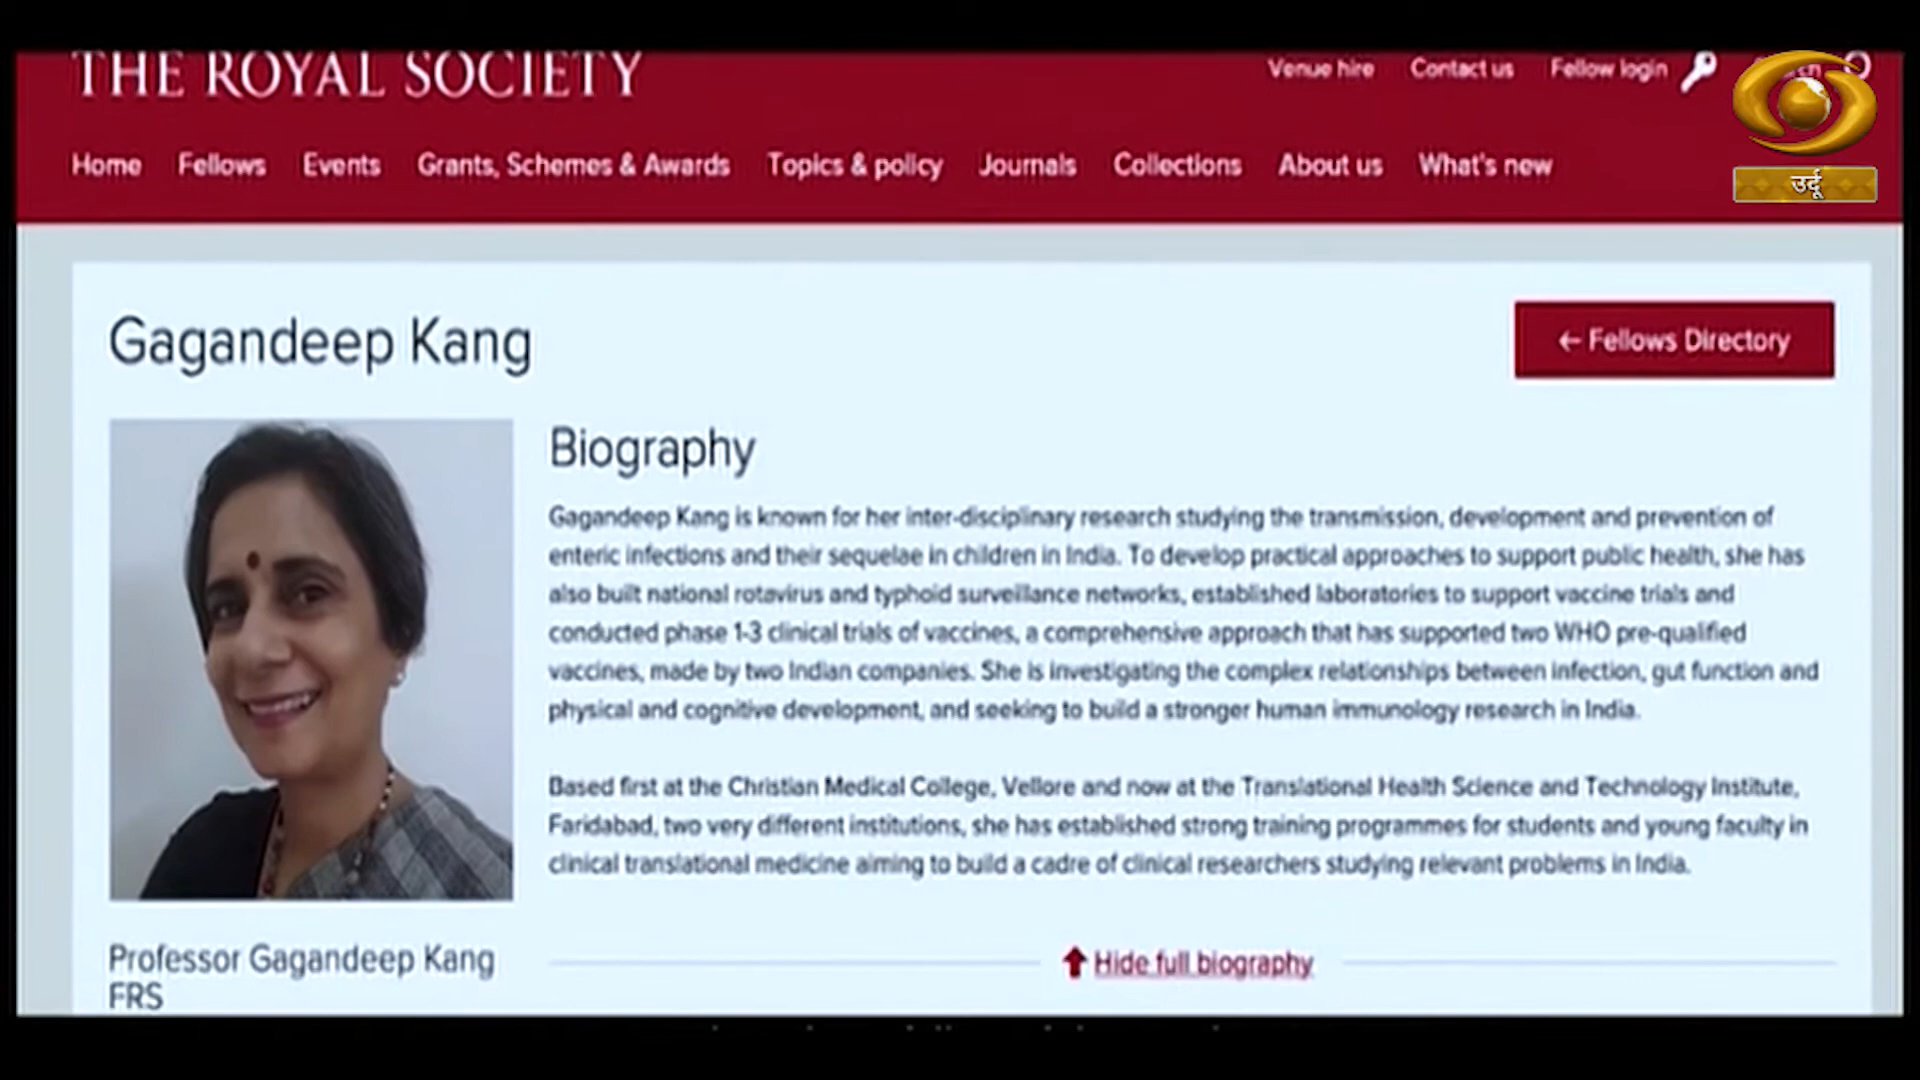 THE ROYAL SOCIETY
Venue hire Contact us Fellow login
उर्दू
Home Fellows Events Grants, Schemes & Awards Topics & policy Journals Collections About us What's new
Gagandeep Kang
← Fellows Directory
Biography
Gagandeep Kang is known for her inter-disciplinary research studying the transmission, development and prevention of
enteric infections and their sequelae in children in India. To develop practical approaches to support public health, she has
also built national rotavirus and typhoid surveillance networks, established laboratories to support vaccine trials and
conducted phase 1-3 clinical trials of vaccines, a comprehensive approach that has supported two WHO pre-qualified
vaccines, made by two Indian companies. She is investigating the complex relationships between infection, gut function and
physical and cognitive development, and seeking to build a stronger human immunology research in India.
Based first at the Christian Medical College, Vellore and now at the Translational Health Science and Technology Institute,
Faridabad, two very different institutions, she has established strong training programmes for students and young faculty in
clinical translational medicine aiming to build a cadre of clinical researchers studying relevant problems in India.
Professor Gagandeep Kang
FRS
Hide full biography